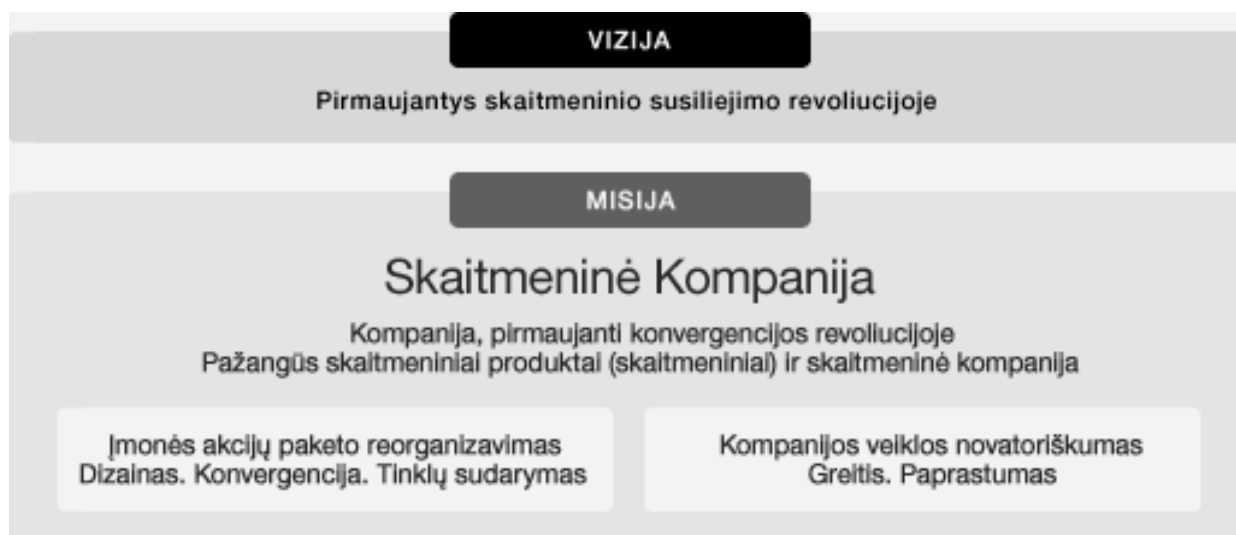 VIZIJA
Pirmaujantys skaitmeninio susiliejimo revoliucijoje
MISIJA
Skaitmeninė Kompanija
Kompanija, pirmaujanti konvergencijos revoliucijoje
Pažangūs skaitmeniniai produktai (skaitmeniniai) ir skaitmeninė kompanija
Įmonės akcijų paketo reorganizavimas
Dizainas. Konvergencija. Tinklų sudarymas
Kompanijos veiklos novatoriškumas
Greitis. Paprastumas